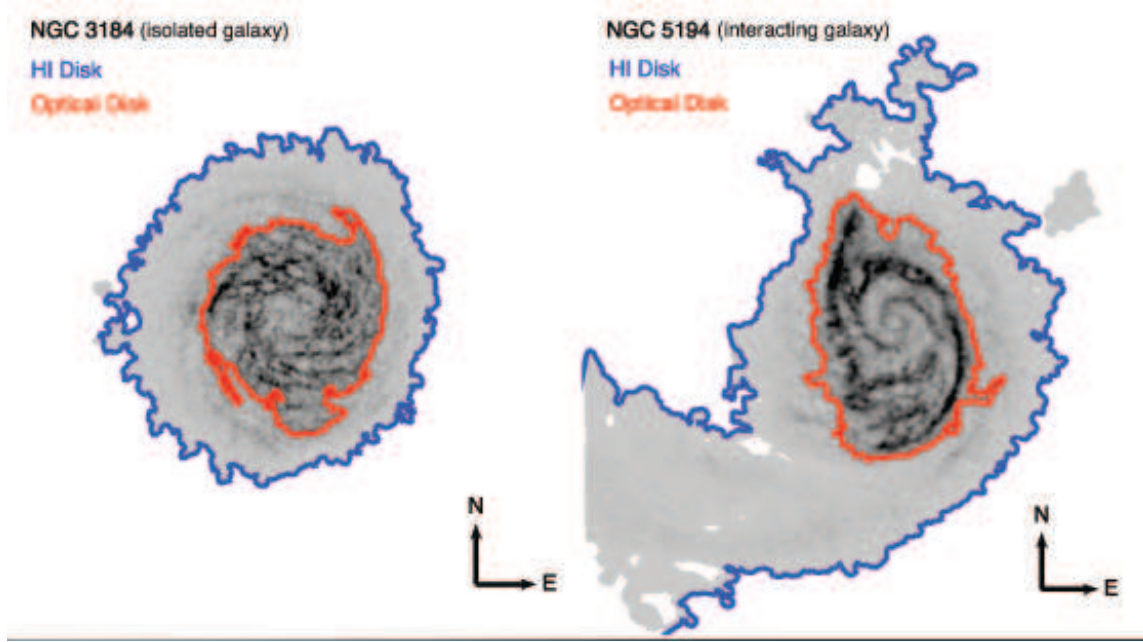 NGC 3184 (isolated galaxy)
HI Disk
Optical Disk
N
E
NGC 5194 (interacting galaxy)
HI Disk
Optical Disk
N
E